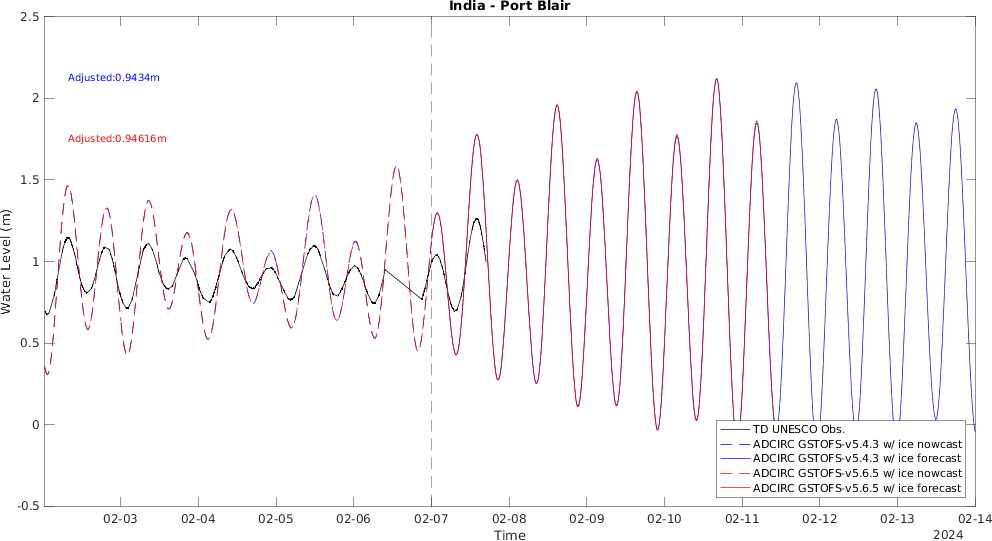 India - Port Blair
2.5
2
1.5
1
0.5
0
-0.5
Water Level (m)
Adjusted:0.9434m
Adjusted:0.94616m
TD UNESCO Obs.
ADCIRC GSTOFS-v5.4.3 w/ ice nowcast
ADCIRC GSTOFS-v5.4.3 w/ ice forecast
ADCIRC GSTOFS-v5.6.5 w/ ice nowcast
ADCIRC GSTOFS-v5.6.5 w/ ice forecast
02-03 02-04 02-05 02-06 02-07 02-08 02-09 02-10 02-11 02-12 02-13 02-14
Time
2024